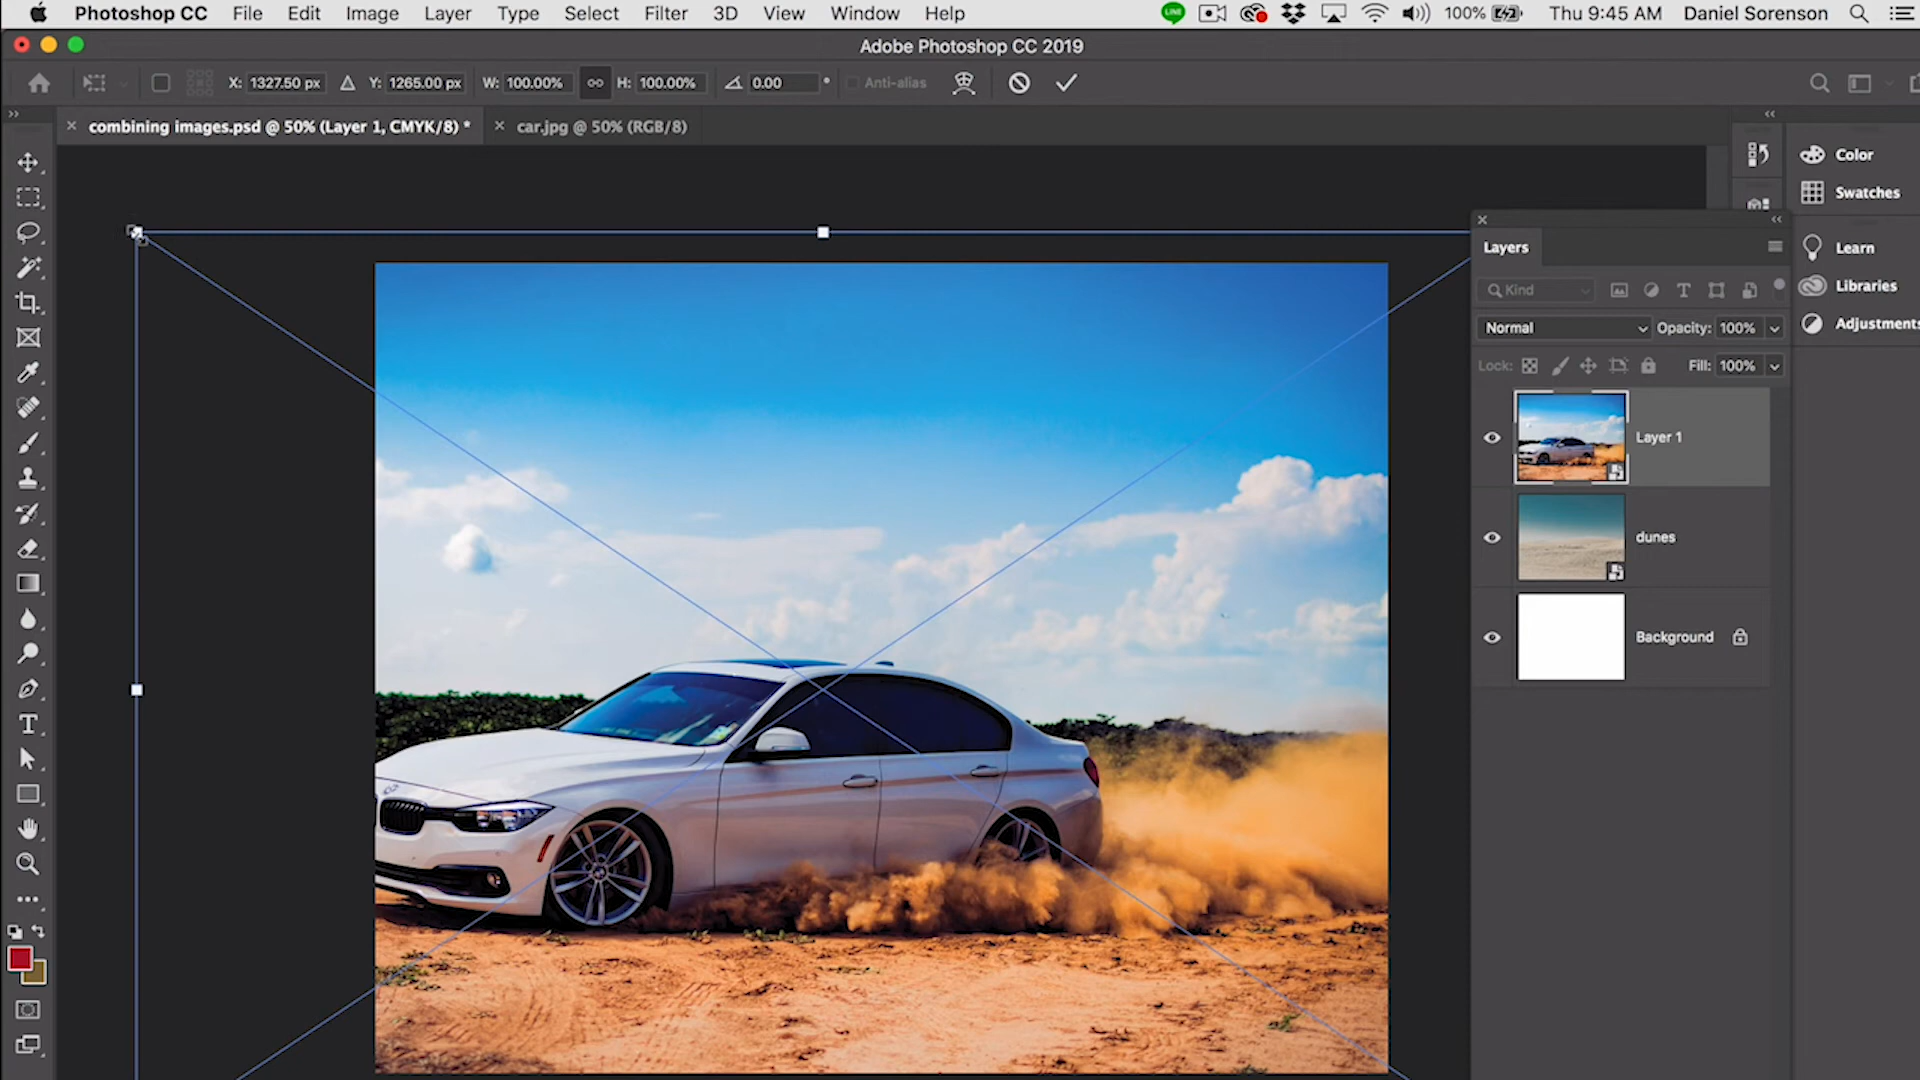 Photoshop CC File Edit Image Layer Type Select Filter 3D View Window Help LINE 100% Thu 9:45 AM Daniel Sorenson
Adobe Photoshop CC 2019
X: 1327.50 px Y: 1265.00 px W: 100.00% H: 100.00% 0.00 ° Anti-alias
combining images.psd @ 50% (Layer 1, CMYK/8) * car.jpg @ 50% (RGB/8)
Color
Swatches
Learn
Libraries
Adjustments
Layers
Kind
Normal Opacity: 100%
Lock: Fill: 100%
Layer 1
dunes
Background